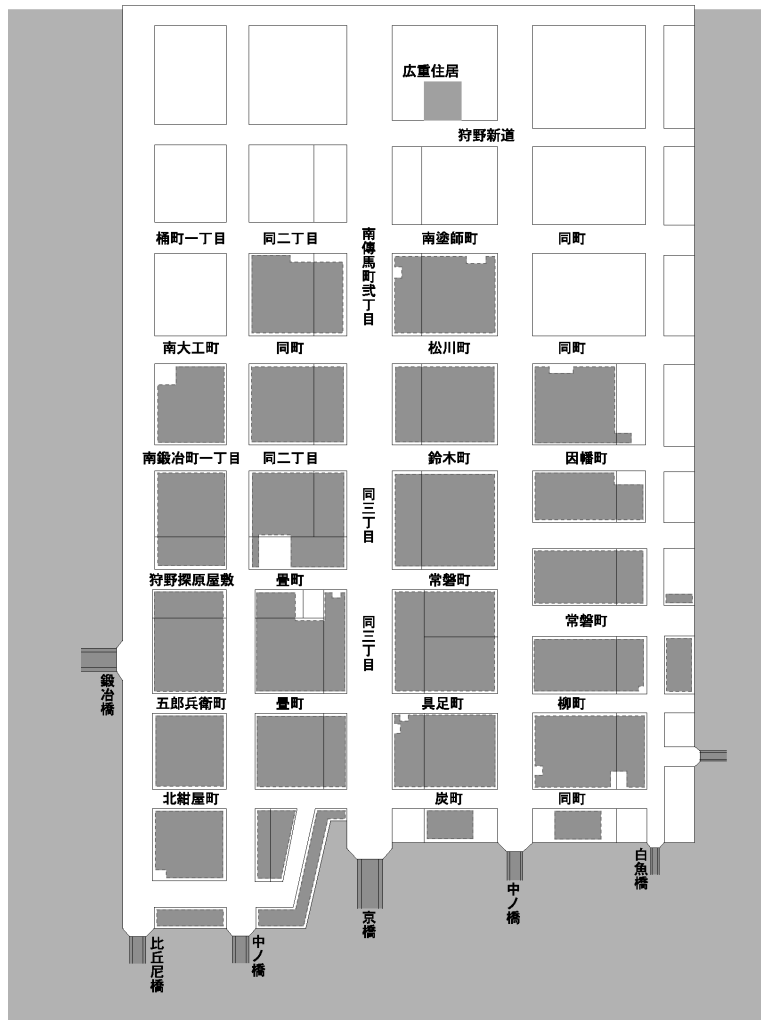 広重住居
狩野新道
桶町一丁目
同二丁目
南傳馬町弐丁目
南塗師町
同町
南大工町
同町
松川町
同町
南鍛冶町一丁目
同二丁目
鈴木町
因幡町
同三丁目
狩野探原屋敷
畳町
常磐町
常磐町
同三丁目
鍛冶橋
五郎兵衛町
畳町
具足町
柳町
北紺屋町
炭町
同町
白魚橋
中ノ橋
京橋
中ノ橋
比丘尼橋